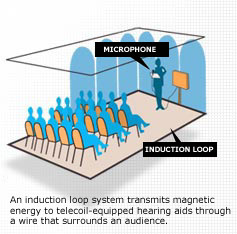 MICROPHONE
INDUCTION LOOP
An induction loop system transmits magnetic
energy to telecoil-equipped hearing aids through
a wire that surrounds an audience.